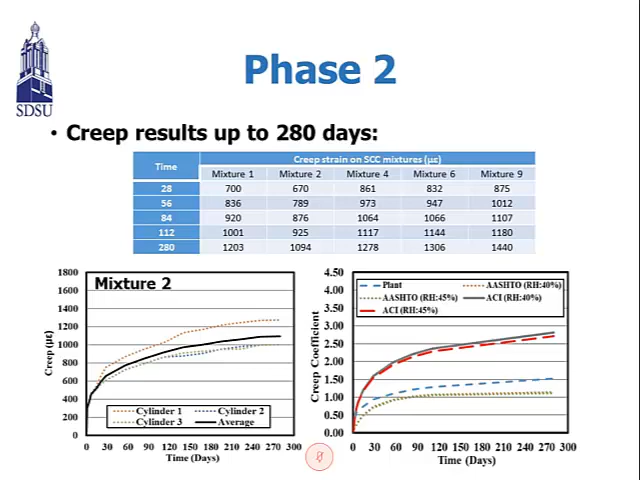 SDSU
Phase 2
• Creep results up to 280 days:
Time
Creep strain on SCC mixtures (µε)
Mixture 1 Mixture 2 Mixture 4 Mixture 6 Mixture 9
28 700 670 861 832 875
56 836 789 973 947 1012
84 920 876 1064 1066 1107
112 1001 925 1117 1144 1180
280 1203 1094 1278 1306 1440
Mixture 2
Creep (µε)
1800
1600
1400
1200
1000
800
600
400
200
0
Cylinder 1 Cylinder 2
Cylinder 3 Average
0 30 60 90 120 150 180 210 240 270 300
Time (Days)
Creep Coefficient
4.50
4.00
3.50
3.00
2.50
2.00
1.50
1.00
0.50
0.00
Plant AASHTO (RH:40%)
AASHTO (RH:45%) ACI (RH:40%)
ACI (RH:45%)
0 30 60 90 120 150 180 210 240 270 300
Time (Days)